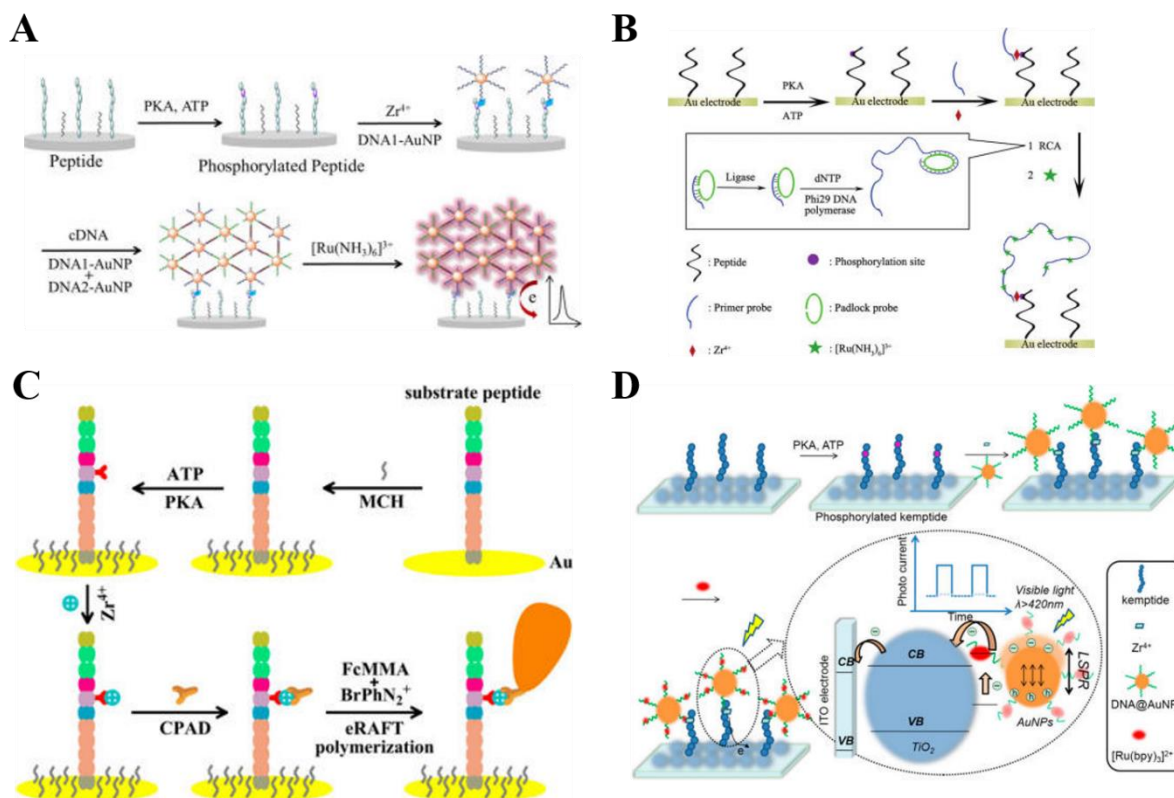 A
PKA, ATP
Zr⁴⁺
DNA1-AuNP
Peptide
Phosphorylated Peptide
cDNA
DNA1-AuNP
+
DNA2-AuNP
[Ru(NH₃)₆]³⁺
e
B
Au electrode
PKA
ATP
Au electrode
Au electrode
1 RCA
2
Ligase
dNTP
Phi29 DNA
polymerase
: Peptide
: Phosphorylation site
: Primer probe
: Padlock probe
: Zr⁴⁺
: [Ru(NH₃)₆]³⁺
Au electrode
C
substrate peptide
ATP
PKA
MCH
Au
Zr⁴⁺
CPAD
FcMMA
+
BrPhN₂⁺
eRAFT
polymerization
D
PKA, ATP
Phosphorylated kemptide
Photo current
Time
Visible light
λ>420nm
ITO electrode
CB
VB
CB
VB
TiO₂
LSPR
AuNPs
e
kemptide
Zr⁴⁺
DNA@AuNP
[Ru(bpy)₃]²⁺